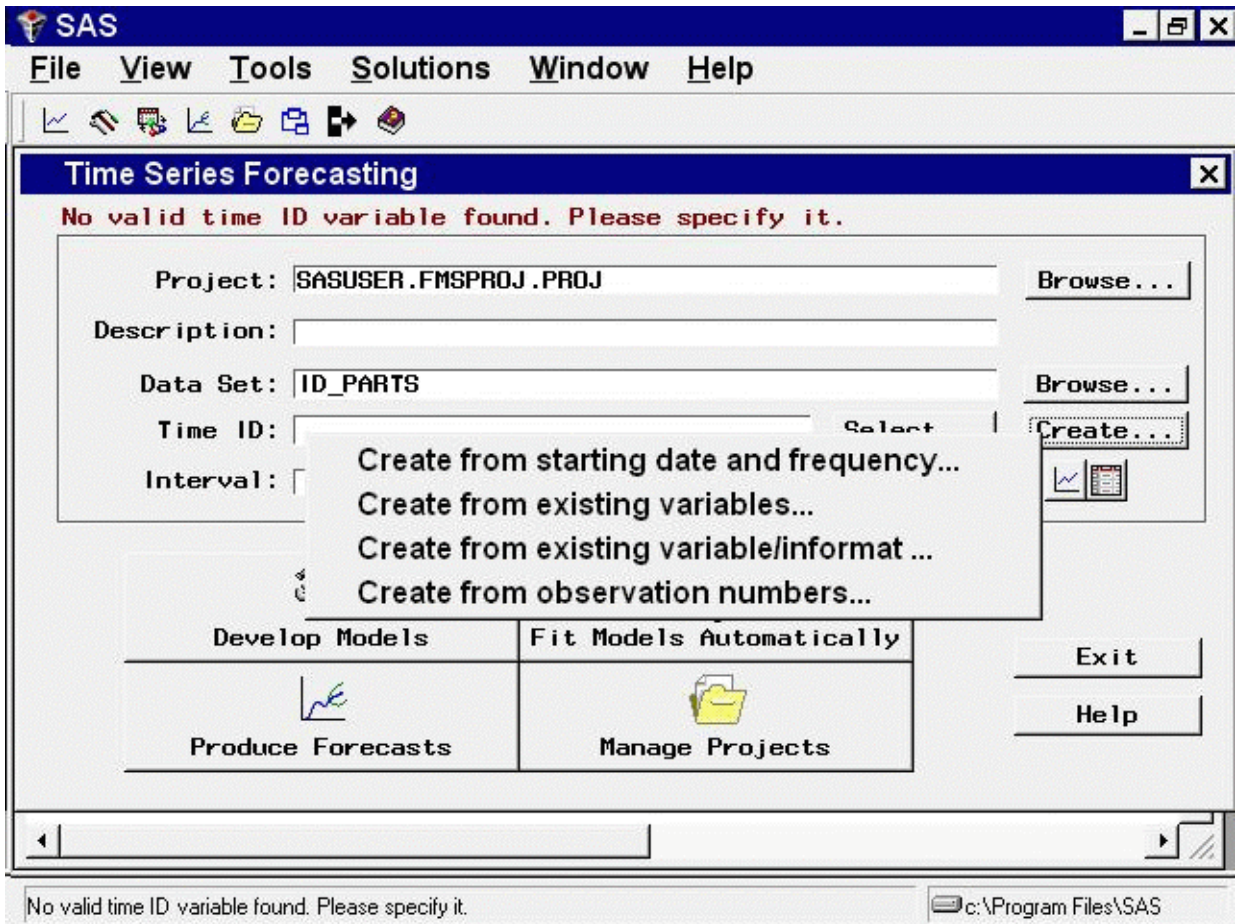 SAS
File View Tools Solutions Window Help
Time Series Forecasting
No valid time ID variable found. Please specify it.
Project: SASUSER.FMSPROJ.PROJ Browse...
Description:
Data Set: ID_PARTS Browse...
Time ID: Select Create...
Interval:
Create from starting date and frequency...
Create from existing variables...
Create from existing variable/informat ...
Create from observation numbers...
Develop Models Fit Models Automatically
Exit
Produce Forecasts Manage Projects
Help
No valid time ID variable found. Please specify it. c:\Program Files\SAS